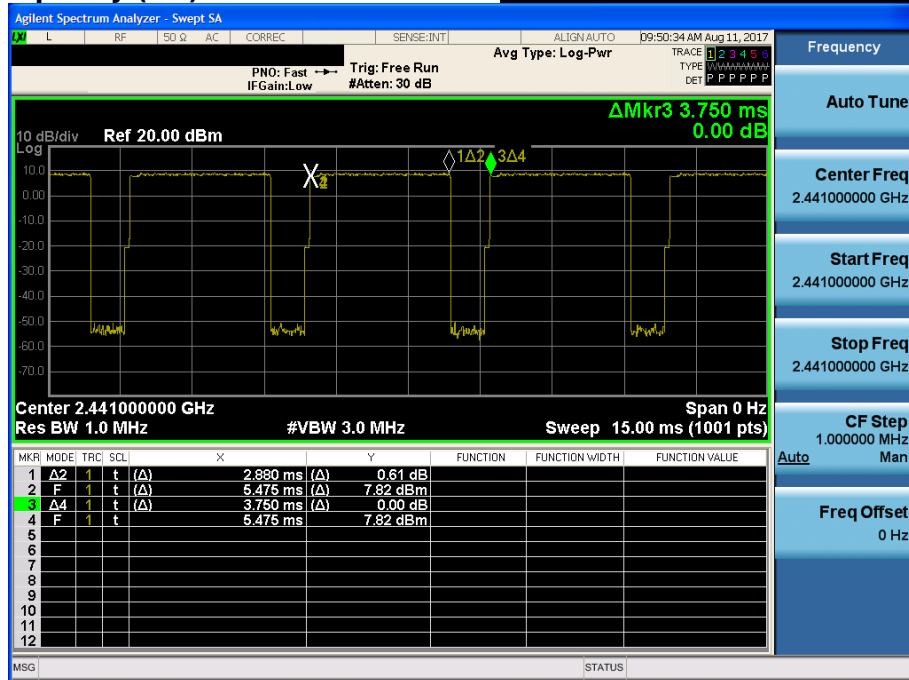 Agilent Spectrum Analyzer - Swept SA
LXI L RF 50 Ω AC CORREC SENSE:INT ALIGN AUTO 09:50:34 AM Aug 11, 2017
Avg Type: Log-Pwr
TRACE 1 2 3 4 5 6
TYPE WWWWWW
DET P P P P P P
PNO: Fast
IFGain:Low
Trig: Free Run
#Atten: 30 dB
ΔMkr3 3.750 ms
0.00 dB
10 dB/div Ref 20.00 dBm
Log
1Δ2 3Δ4
10.0
0.00
-10.0
-20.0
-30.0
-40.0
-50.0
-60.0
-70.0
Center 2.441000000 GHz Span 0 Hz
Res BW 1.0 MHz #VBW 3.0 MHz Sweep 15.00 ms (1001 pts)
MKR MODE TRC SCL X Y FUNCTION FUNCTION WIDTH FUNCTION VALUE
1 Δ2 1 t (Δ) 2.880 ms (Δ) 0.61 dB
2 F 1 t 5.475 ms 7.82 dBm
3 Δ4 1 t (Δ) 3.750 ms (Δ) 0.00 dB
4 F 1 t 5.475 ms 7.82 dBm
5
6
7
8
9
10
11
12
MSG STATUS
Frequency
Auto Tune
Center Freq
2.441000000 GHz
Start Freq
2.441000000 GHz
Stop Freq
2.441000000 GHz
CF Step
1.000000 MHz
Auto Man
Freq Offset
0 Hz